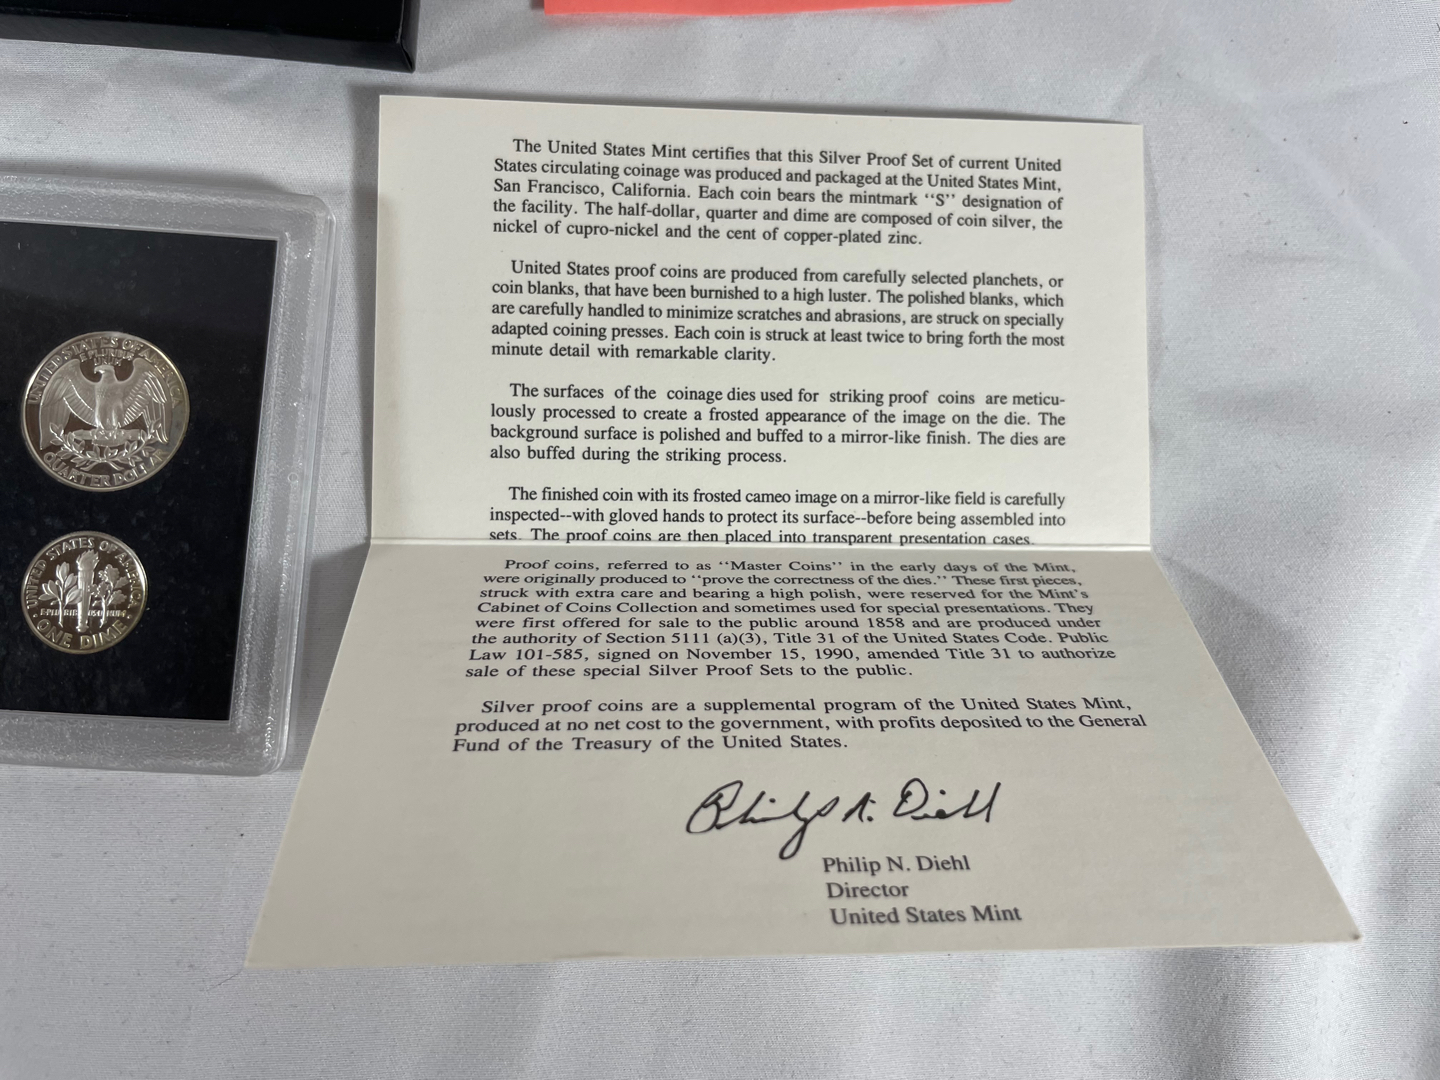 The United States Mint certifies that this Silver Proof Set of current United
States circulating coinage was produced and packaged at the United States Mint,
San Francisco, California. Each coin bears the mintmark "S" designation of
the facility. The half-dollar, quarter and dime are composed of coin silver, the
nickel of cupro-nickel and the cent of copper-plated zinc.
United States proof coins are produced from carefully selected planchets, or
coin blanks, that have been burnished to a high luster. The polished blanks, which
are carefully handled to minimize scratches and abrasions, are struck on specially
adapted coining presses. Each coin is struck at least twice to bring forth the most
minute detail with remarkable clarity.
The surfaces of the coinage dies used for striking proof coins are meticu-
lously processed to create a frosted appearance of the image on the die. The
background surface is polished and buffed to a mirror-like finish. The dies are
also buffed during the striking process.
The finished coin with its frosted cameo image on a mirror-like field is carefully
inspected--with gloved hands to protect its surface--before being assembled into
sets. The proof coins are then placed into transparent presentation cases.
Proof coins, referred to as "Master Coins" in the early days of the Mint,
were originally produced to "prove the correctness of the dies." These first pieces,
struck with extra care and bearing a high polish, were reserved for the Mint's
Cabinet of Coins Collection and sometimes used for special presentations. They
were first offered for sale to the public around 1858 and are produced under
the authority of Section 5111 (a)(3), Title 31 of the United States Code. Public
Law 101-585, signed on November 15, 1990, amended Title 31 to authorize
sale of these special Silver Proof Sets to the public.
Silver proof coins are a supplemental program of the United States Mint,
produced at no net cost to the government, with profits deposited to the General
Fund of the Treasury of the United States.
Philip N. Diehl
Philip N. Diehl
Director
United States Mint
UNITED STATES OF AMERICA
E PLURIBUS UNUM
QUARTER DOLLAR
UNITED STATES OF AMERICA
E PLURIBUS UNUM
ONE DIME